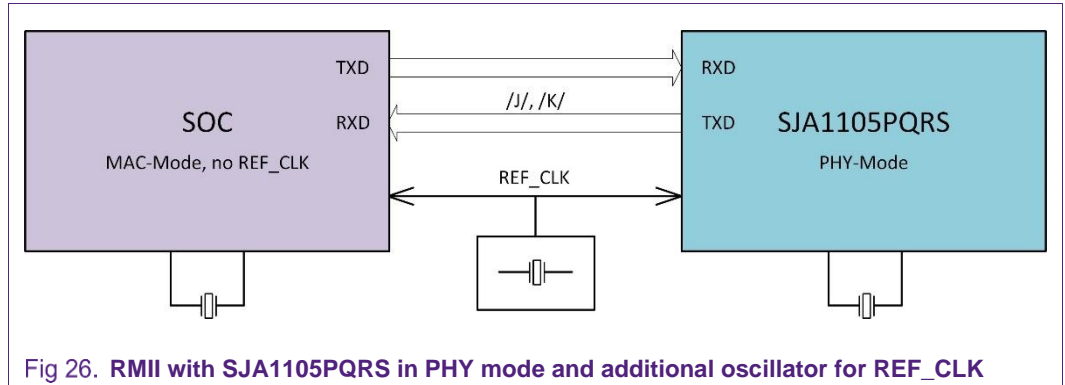 TXD
RXD
/J/, /K/
SOC
RXD
TXD
SJA1105PQRS
MAC-Mode, no REF_CLK
PHY-Mode
REF_CLK
Fig 26. RMII with SJA1105PQRS in PHY mode and additional oscillator for REF_CLK